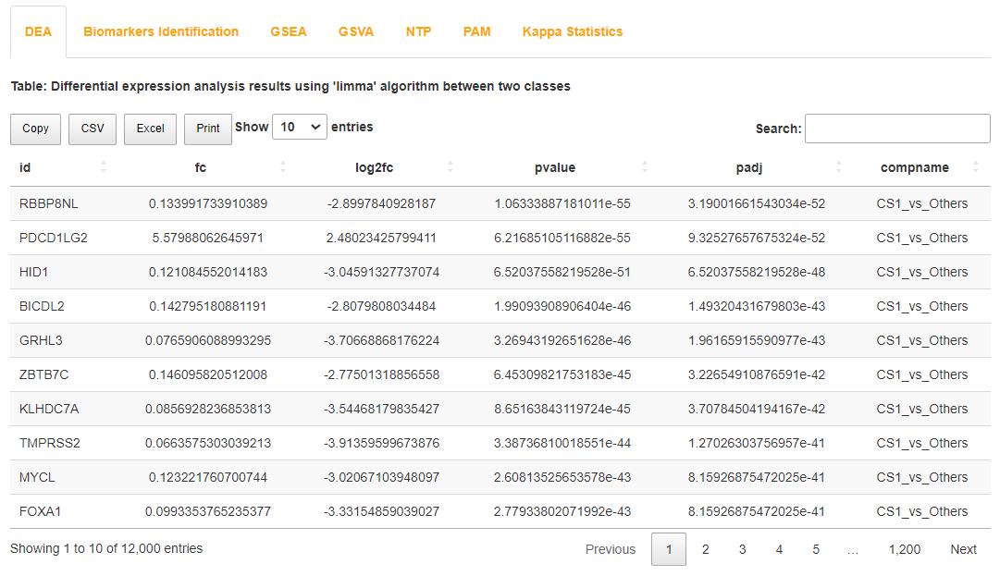 DEA Biomarkers Identification GSEA GSVA NTP PAM Kappa Statistics
Table: Differential expression analysis results using 'limma' algorithm between two classes
Copy CSV Excel Print Show 10 entries Search:
id fc log2fc pvalue padj compname
RBBP8NL 0.133991733910389 -2.8997840928187 1.06333887181011e-55 3.19001661543034e-52 CS1_vs_Others
PDCD1LG2 5.57988062645971 2.48023425799411 6.21685105116882e-55 9.32527657675324e-52 CS1_vs_Others
HID1 0.121084552014183 -3.04591327737074 6.52037558219528e-51 6.52037558219528e-48 CS1_vs_Others
BICDL2 0.142795180881191 -2.8079808034484 1.99093908906404e-46 1.49320431679803e-43 CS1_vs_Others
GRHL3 0.0765906088993295 -3.70668868176224 3.26943192651628e-46 1.96165915590977e-43 CS1_vs_Others
ZBTB7C 0.146095820512008 -2.77501318856558 6.45309821753183e-45 3.22654910876591e-42 CS1_vs_Others
KLHDC7A 0.0856928236853813 -3.54468179835427 8.65163843119724e-45 3.70784504194167e-42 CS1_vs_Others
TMPRSS2 0.0663575303039213 -3.91359599673876 3.38736810018551e-44 1.27026303756957e-41 CS1_vs_Others
MYCL 0.123221760700744 -3.02067103948097 2.60813525653578e-43 8.15926875472025e-41 CS1_vs_Others
FOXA1 0.0993353765235377 -3.33154859039027 2.77933802071992e-43 8.15926875472025e-41 CS1_vs_Others
Showing 1 to 10 of 12,000 entries Previous 1 2 3 4 5 … 1,200 Next